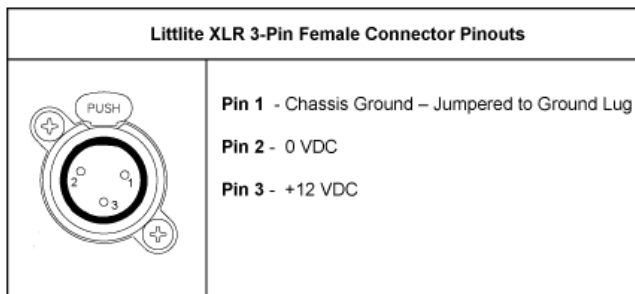 Littlite XLR 3-Pin Female Connector Pinouts
PUSH
2 1
3
Pin 1 - Chassis Ground – Jumpered to Ground Lug
Pin 2 - 0 VDC
Pin 3 - +12 VDC